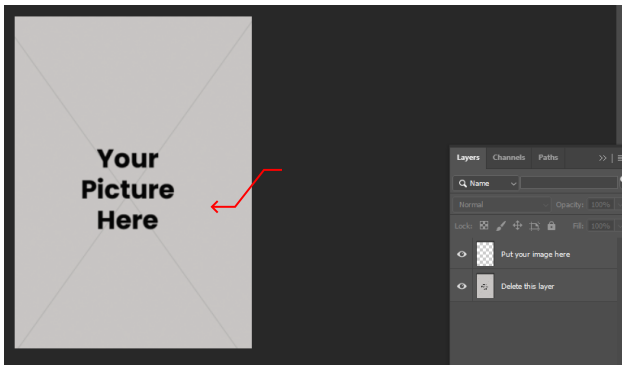 Your
Picture
Here
Layers Channels Paths
Name
Normal Opacity: 100%
Lock: Fill: 100%
Put your image here
Delete this layer